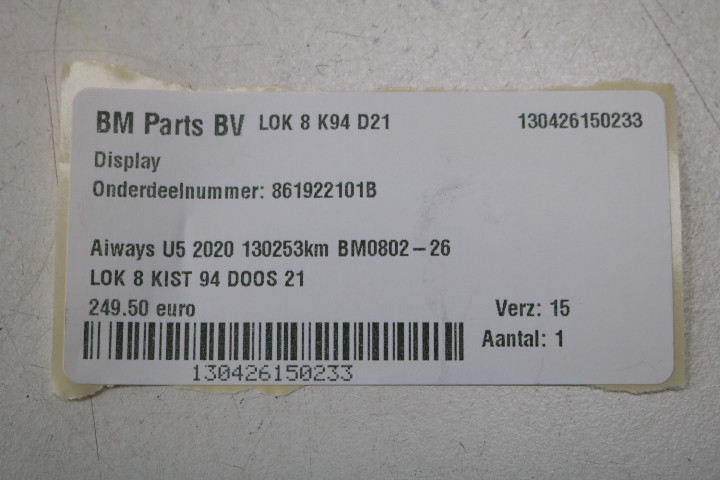 BM Parts BV LOK 8 K94 D21 130426150233
Display
Onderdeelnummer: 861922101B
Aiways U5 2020 130253km BM0802-26
LOK 8 KIST 94 DOOS 21
249.50 euro Verz: 15
Aantal: 1
130426150233